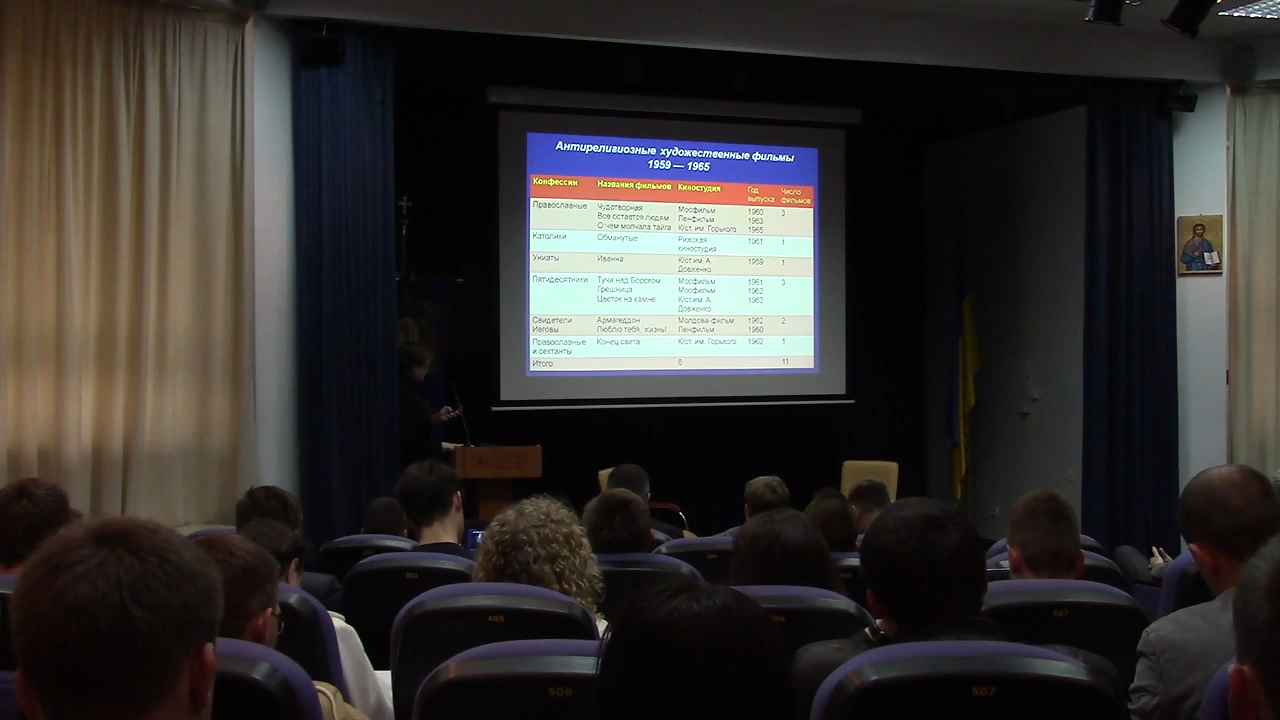 Антирелигиозные художественные фильмы
1959 — 1965
Конфессии Названия фильмов Киностудия Год выпуска Число фильмов
Православные Чудотворная Мосфильм 1960 3
Все остается людям Ленфильм 1963
О чем молчала тайга К/ст. им. Горького 1965
Католики Обманутые Рижская киностудия 1961 1
Униаты Иванна К/ст.им. А. Довженко 1959 1
Пятидесятники Тучи над Борском Мосфильм 1961 3
Грешница Мосфильм 1962
Цветок на камне К/ст.им. А. Довженко 1962
Свидетели Иеговы Армагеддон Молдова-фильм 1962 2
Люблю тебя, жизнь! Ленфильм 1960
Православные и сектанты Конец света К/ст. им. Горького 1962 1
Итого 6 11
405
407
506
507